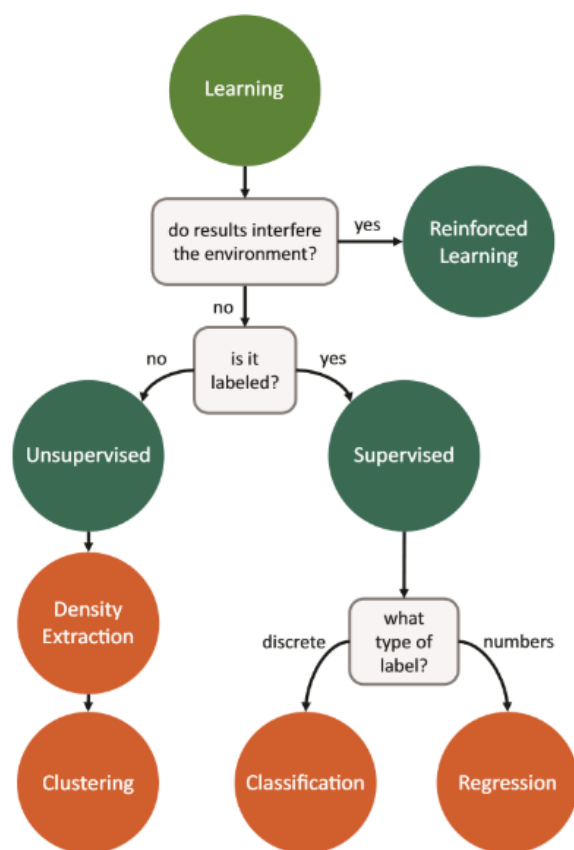 Learning
do results interfere
the environment?
yes
Reinforced
Learning
no
is it
labeled?
no
yes
Unsupervised
Supervised
Density
Extraction
what
type of
label?
discrete
numbers
Clustering
Classification
Regression